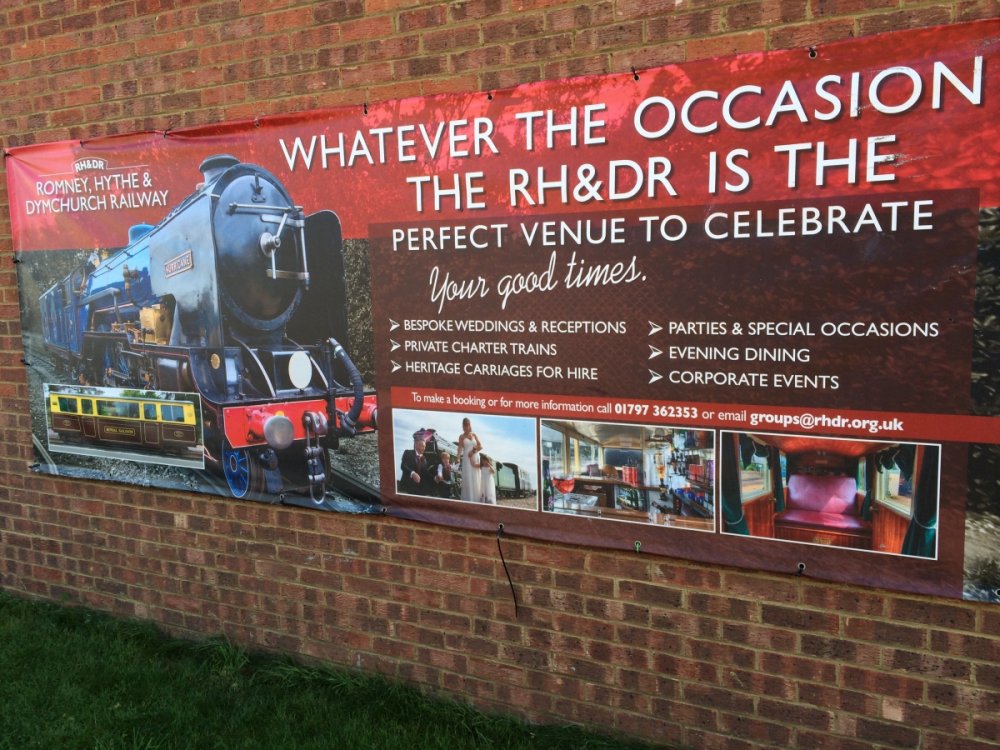 RH&DR
ROMNEY, HYTHE &
DYMCHURCH RAILWAY
HURRICANE
WHATEVER THE OCCASION
THE RH&DR IS THE
PERFECT VENUE TO CELEBRATE
Your good times.
➤ BESPOKE WEDDINGS & RECEPTIONS
➤ PRIVATE CHARTER TRAINS
➤ HERITAGE CARRIAGES FOR HIRE
➤ PARTIES & SPECIAL OCCASIONS
➤ EVENING DINING
➤ CORPORATE EVENTS
To make a booking or for more information call 01797 362353 or email groups@rhdr.org.uk